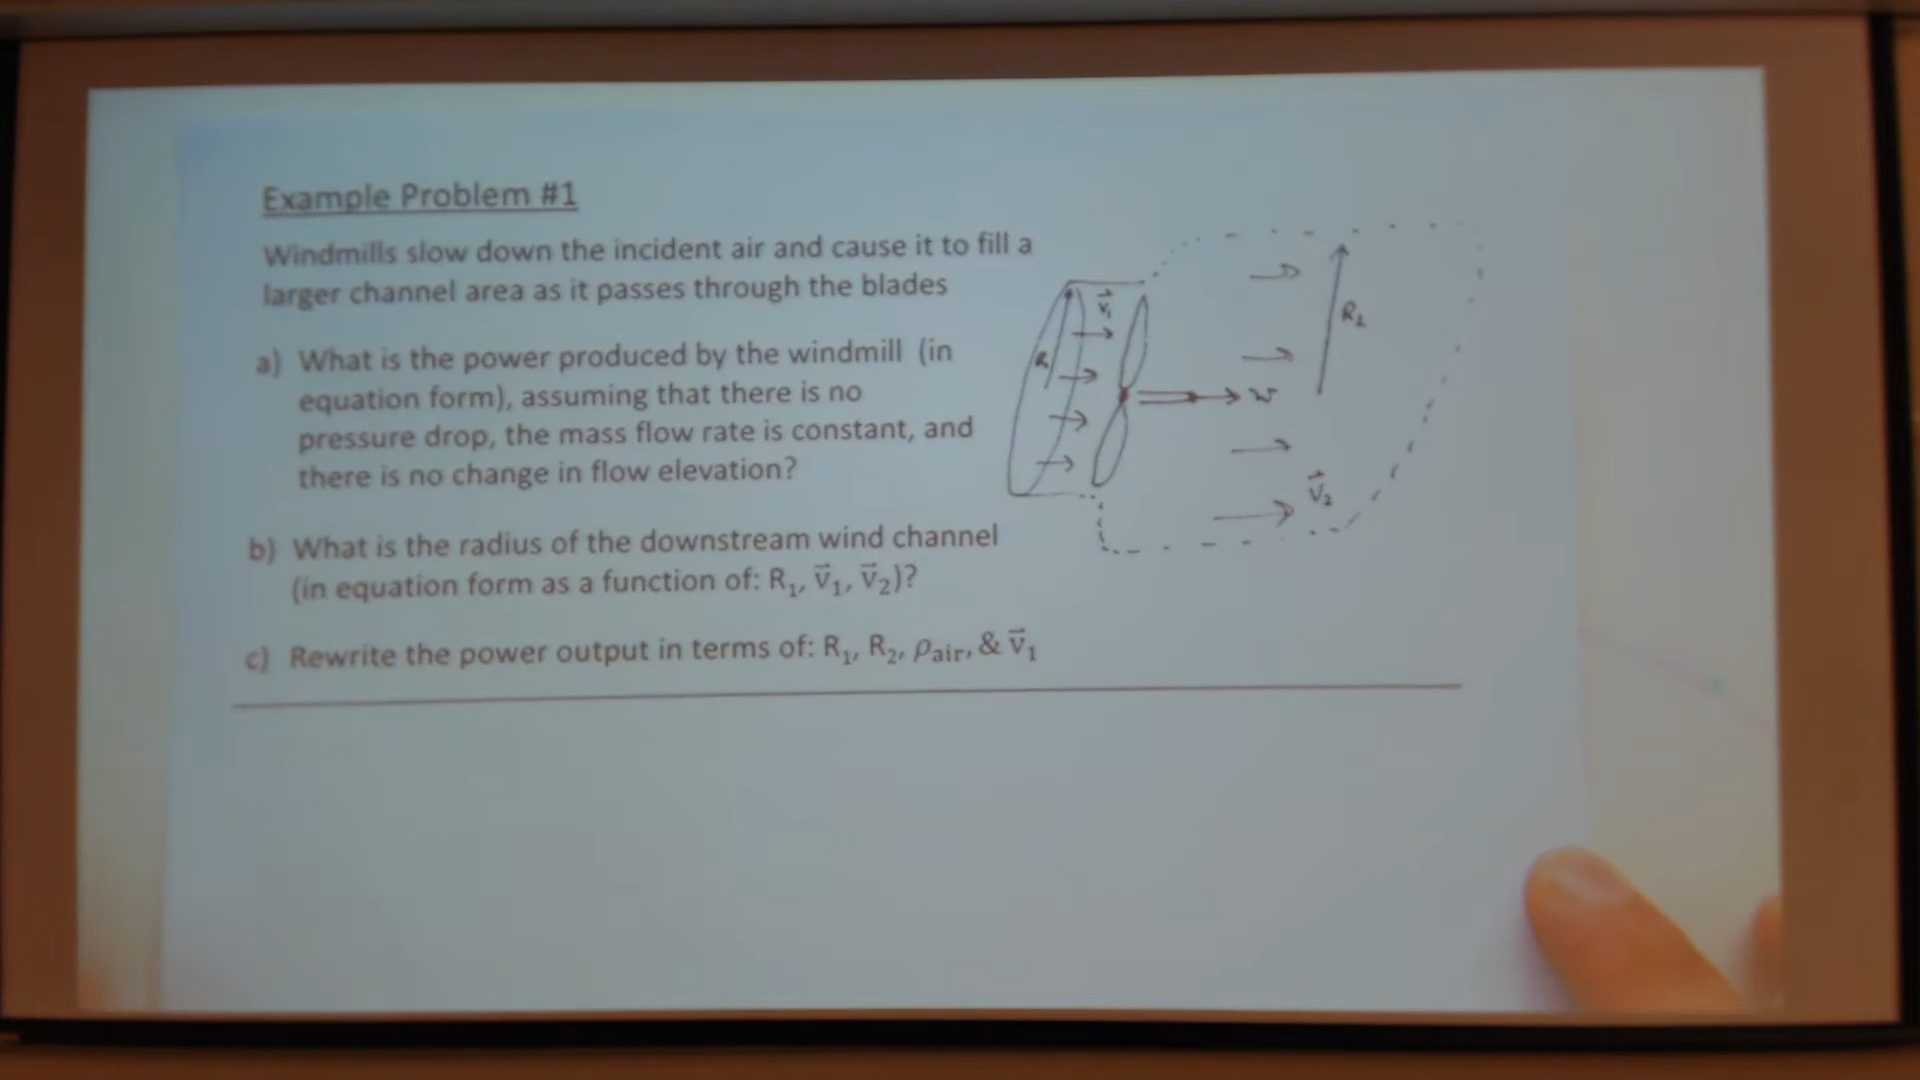 Example Problem #1
Windmills slow down the incident air and cause it to fill a
larger channel area as it passes through the blades
a) What is the power produced by the windmill (in
equation form), assuming that there is no
pressure drop, the mass flow rate is constant, and
there is no change in flow elevation?
b) What is the radius of the downstream wind channel
(in equation form as a function of: R₁, v⃗₁, v⃗₂)?
c) Rewrite the power output in terms of: R₁, R₂, ρair, & v⃗₁
v⃗₁
R₂
v⃗₂